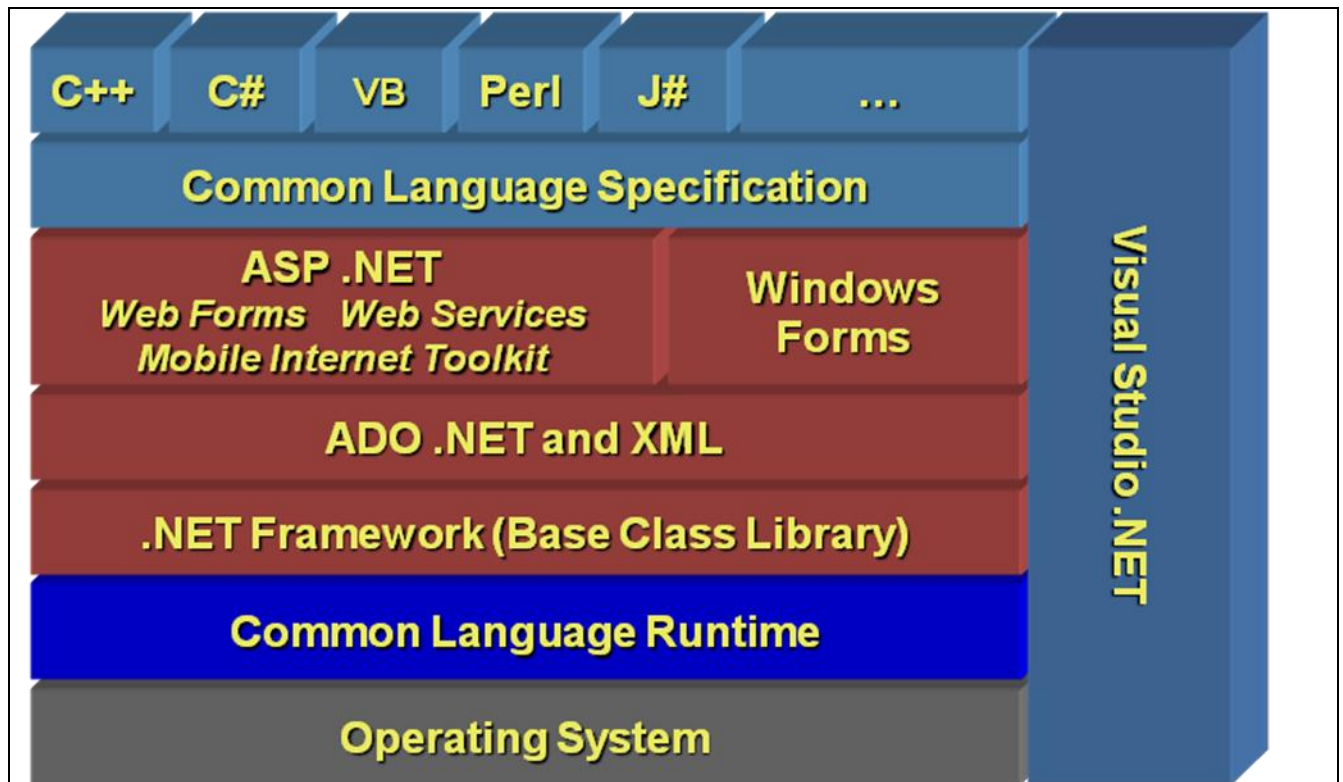 C++ C# VB Perl J# ...
Common Language Specification
ASP .NET
Web Forms Web Services
Mobile Internet Toolkit
Windows
Forms
ADO .NET and XML
.NET Framework (Base Class Library)
Common Language Runtime
Operating System
Visual Studio .NET